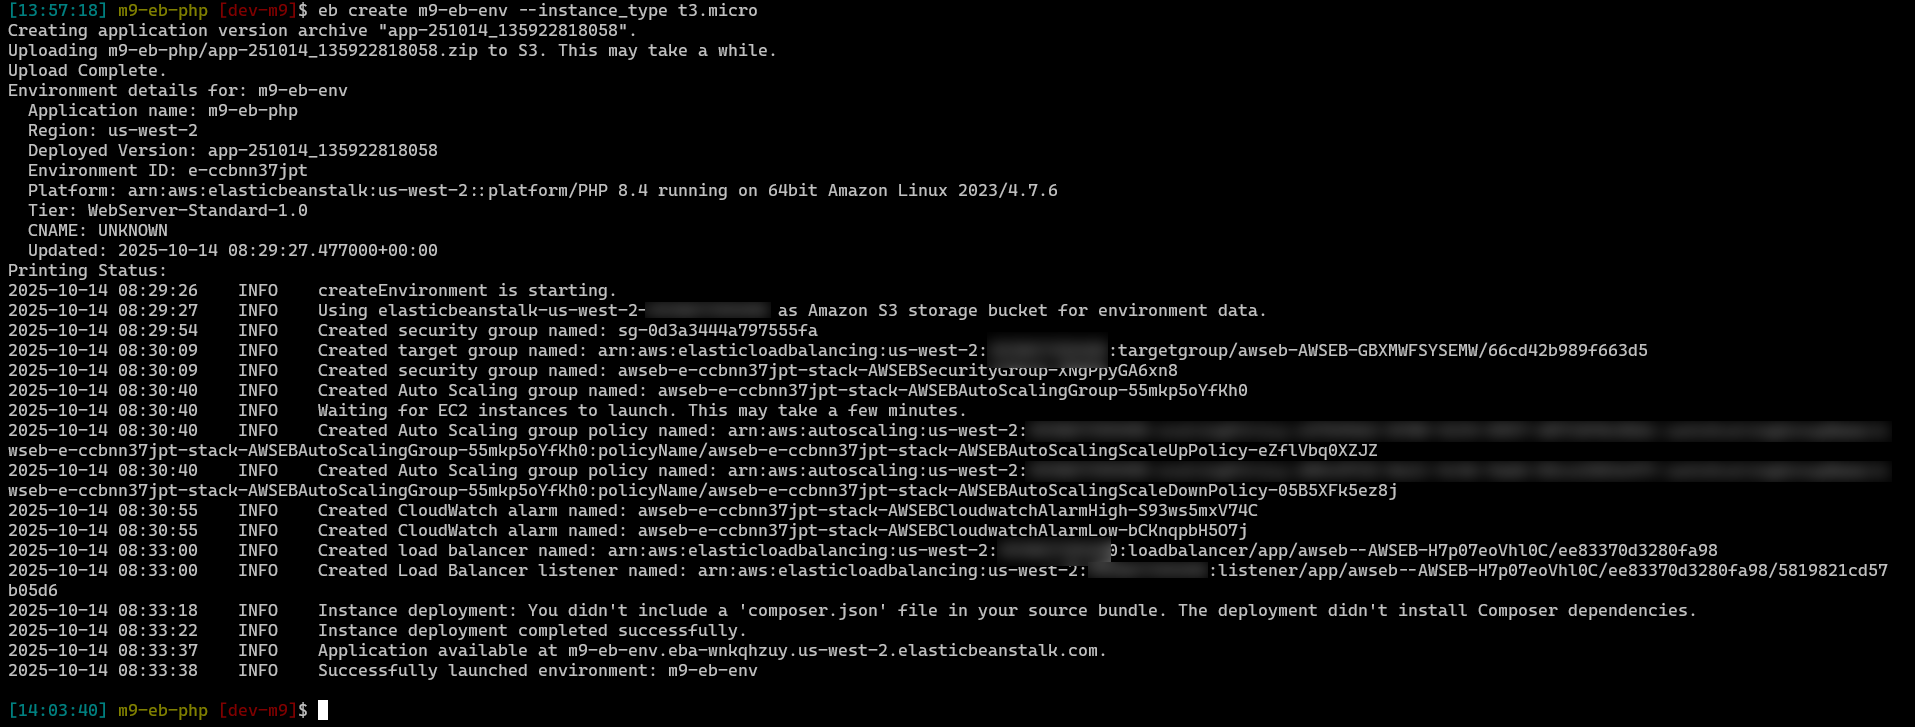 [13:57:18] m9-eb-php [dev-m9]$ eb create m9-eb-env --instance_type t3.micro
Creating application version archive "app-251014_135922818058".
Uploading m9-eb-php/app-251014_135922818058.zip to S3. This may take a while.
Upload Complete.
Environment details for: m9-eb-env
  Application name: m9-eb-php
  Region: us-west-2
  Deployed Version: app-251014_135922818058
  Environment ID: e-ccbnn37jpt
  Platform: arn:aws:elasticbeanstalk:us-west-2::platform/PHP 8.4 running on 64bit Amazon Linux 2023/4.7.6
  Tier: WebServer-Standard-1.0
  CNAME: UNKNOWN
  Updated: 2025-10-14 08:29:27.477000+00:00
Printing Status:
2025-10-14 08:29:26    INFO    createEnvironment is starting.
2025-10-14 08:29:27    INFO    Using elasticbeanstalk-us-west-2- as Amazon S3 storage bucket for environment data.
2025-10-14 08:29:54    INFO    Created security group named: sg-0d3a3444a797555fa
2025-10-14 08:30:09    INFO    Created target group named: arn:aws:elasticloadbalancing:us-west-2: :targetgroup/awseb-AWSEB-GBXMWFSYSEMW/66cd42b989f663d5
2025-10-14 08:30:09    INFO    Created security group named: awseb-e-ccbnn37jpt-stack-AWSEBSecurityGroup-XNgPpyGA6xn8
2025-10-14 08:30:40    INFO    Created Auto Scaling group named: awseb-e-ccbnn37jpt-stack-AWSEBAutoScalingGroup-55mkp5oYfKh0
2025-10-14 08:30:40    INFO    Waiting for EC2 instances to launch. This may take a few minutes.
2025-10-14 08:30:40    INFO    Created Auto Scaling group policy named: arn:aws:autoscaling:us-west-2:
wseb-e-ccbnn37jpt-stack-AWSEBAutoScalingGroup-55mkp5oYfKh0:policyName/awseb-e-ccbnn37jpt-stack-AWSEBAutoScalingScaleUpPolicy-eZflVbq0XZJZ
2025-10-14 08:30:40    INFO    Created Auto Scaling group policy named: arn:aws:autoscaling:us-west-2:
wseb-e-ccbnn37jpt-stack-AWSEBAutoScalingGroup-55mkp5oYfKh0:policyName/awseb-e-ccbnn37jpt-stack-AWSEBAutoScalingScaleDownPolicy-05B5XFk5ez8j
2025-10-14 08:30:55    INFO    Created CloudWatch alarm named: awseb-e-ccbnn37jpt-stack-AWSEBCloudwatchAlarmHigh-S93ws5mxV74C
2025-10-14 08:30:55    INFO    Created CloudWatch alarm named: awseb-e-ccbnn37jpt-stack-AWSEBCloudwatchAlarmLow-bCKnqpbH5O7j
2025-10-14 08:33:00    INFO    Created load balancer named: arn:aws:elasticloadbalancing:us-west-2: 0:loadbalancer/app/awseb--AWSEB-H7p07eoVhl0C/ee83370d3280fa98
2025-10-14 08:33:00    INFO    Created Load Balancer listener named: arn:aws:elasticloadbalancing:us-west-2: :listener/app/awseb--AWSEB-H7p07eoVhl0C/ee83370d3280fa98/5819821cd57
b05d6
2025-10-14 08:33:18    INFO    Instance deployment: You didn't include a 'composer.json' file in your source bundle. The deployment didn't install Composer dependencies.
2025-10-14 08:33:22    INFO    Instance deployment completed successfully.
2025-10-14 08:33:37    INFO    Application available at m9-eb-env.eba-wnkqhzuy.us-west-2.elasticbeanstalk.com.
2025-10-14 08:33:38    INFO    Successfully launched environment: m9-eb-env
[14:03:40] m9-eb-php [dev-m9]$